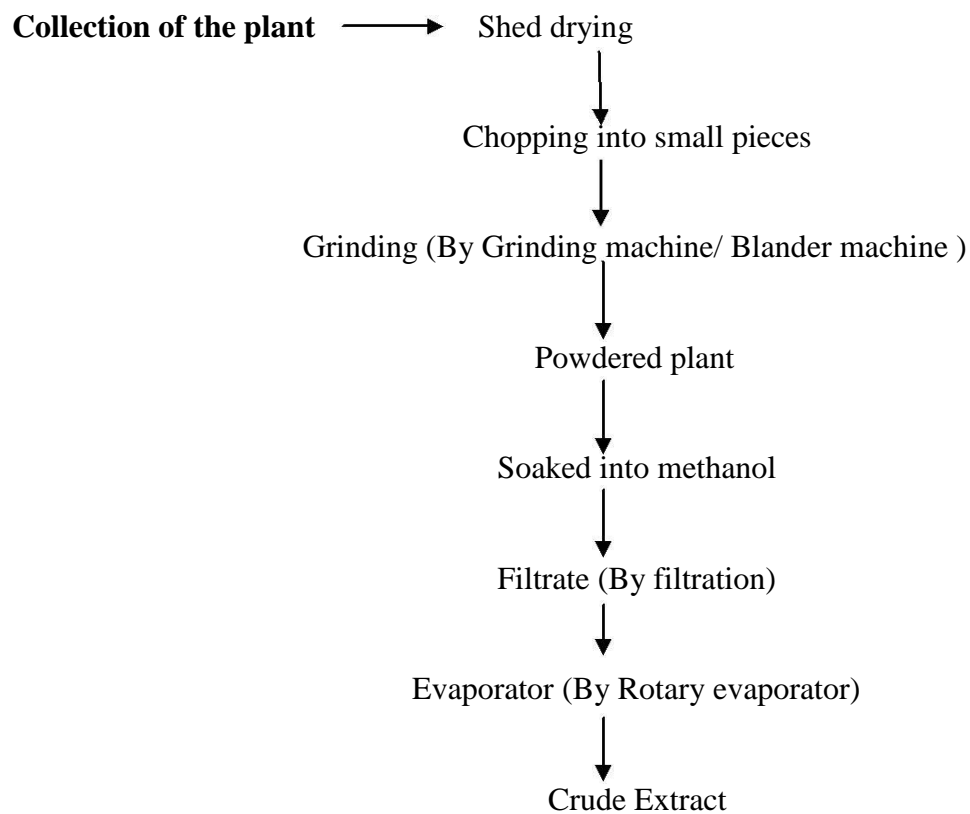 Collection of the plant Shed drying
Chopping into small pieces
Grinding (By Grinding machine/ Blander machine )
Powdered plant
Soaked into methanol
Filtrate (By filtration)
Evaporator (By Rotary evaporator)
Crude Extract